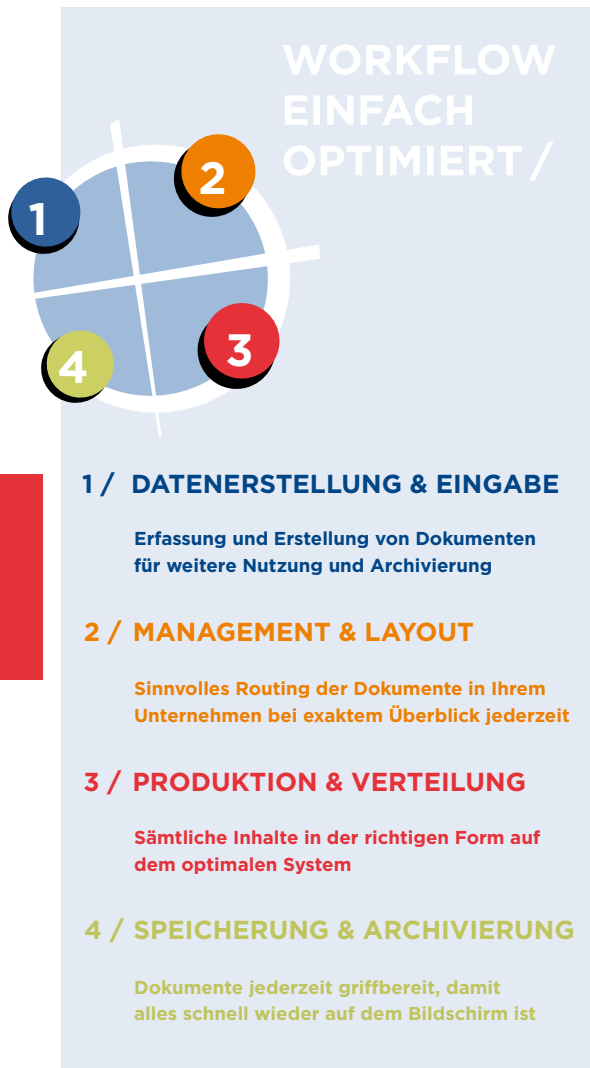 WORKFLOW
EINFACH
OPTIMIERT /
1
2
3
4
1 / DATENERSTELLUNG & EINGABE
Erfassung und Erstellung von Dokumenten
für weitere Nutzung und Archivierung
2 / MANAGEMENT & LAYOUT
Sinnvolles Routing der Dokumente in Ihrem
Unternehmen bei exaktem Überblick jederzeit
3 / PRODUKTION & VERTEILUNG
Sämtliche Inhalte in der richtigen Form auf
dem optimalen System
4 / SPEICHERUNG & ARCHIVIERUNG
Dokumente jederzeit griffbereit, damit
alles schnell wieder auf dem Bildschirm ist